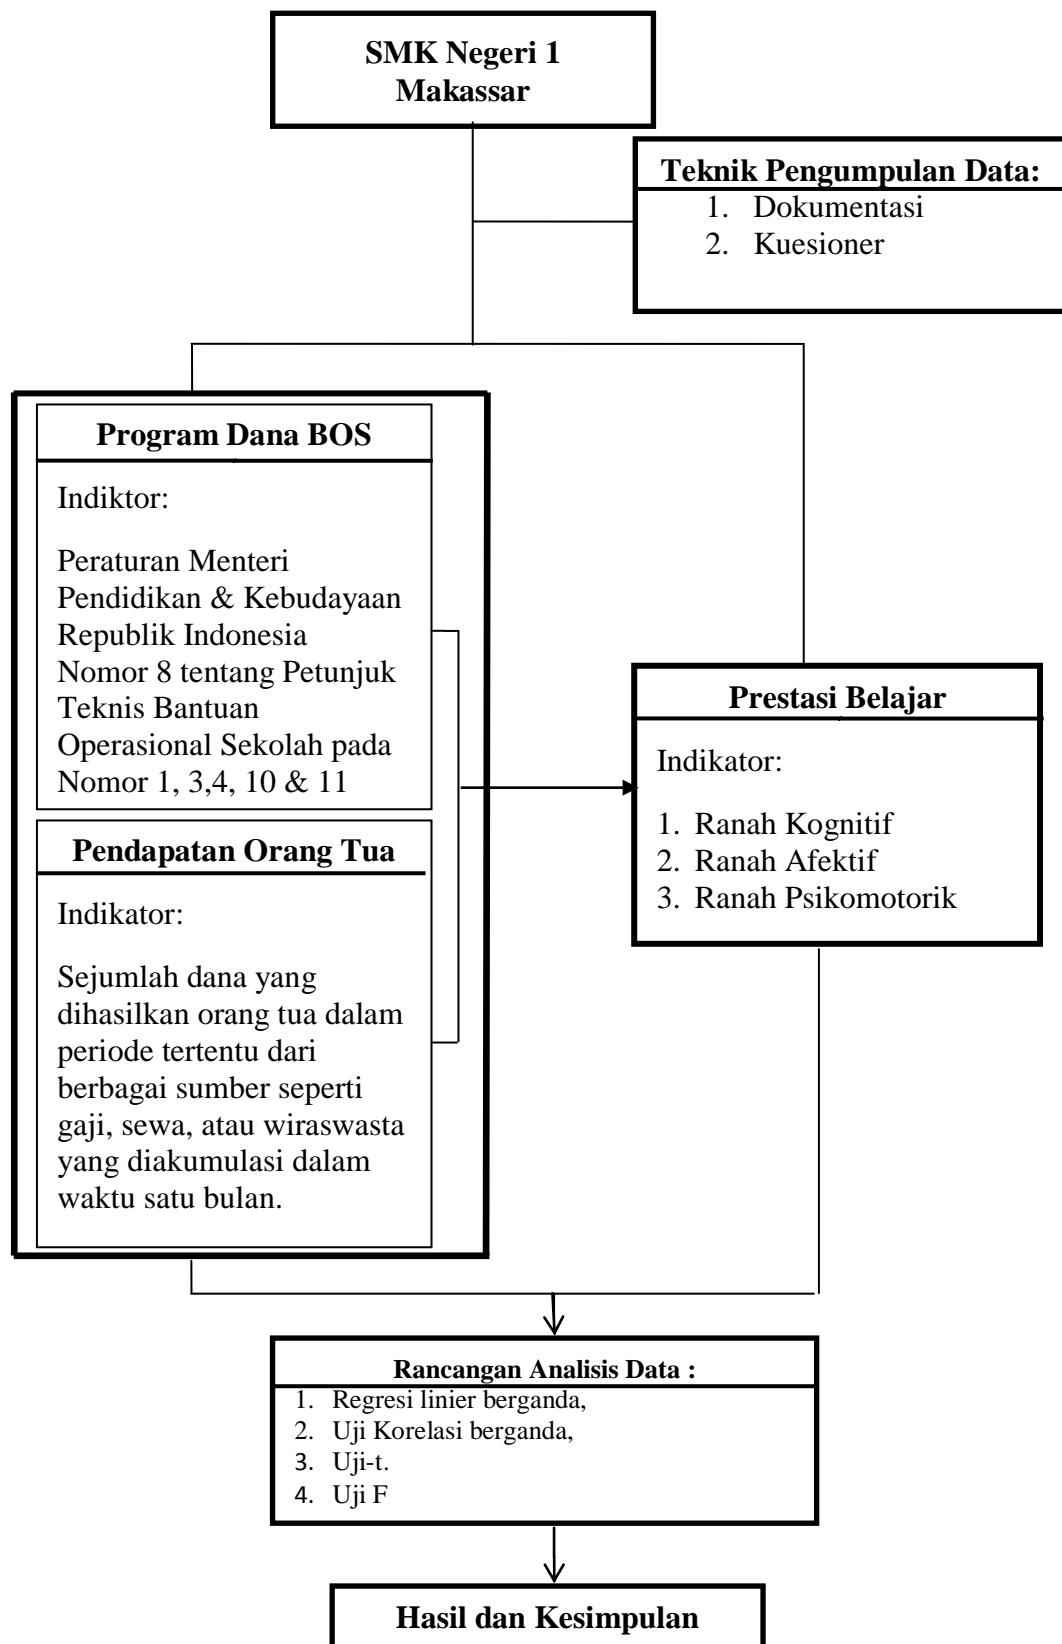 SMK Negeri 1
Makassar
Teknik Pengumpulan Data:
1. Dokumentasi
2. Kuesioner
Program Dana BOS
Indiktor:
Peraturan Menteri
Pendidikan & Kebudayaan
Republik Indonesia
Nomor 8 tentang Petunjuk
Teknis Bantuan
Operasional Sekolah pada
Nomor 1, 3,4, 10 & 11
Pendapatan Orang Tua
Indikator:
Sejumlah dana yang
dihasilkan orang tua dalam
periode tertentu dari
berbagai sumber seperti
gaji, sewa, atau wiraswasta
yang diakumulasi dalam
waktu satu bulan.
Prestasi Belajar
Indikator:
1. Ranah Kognitif
2. Ranah Afektif
3. Ranah Psikomotorik
Rancangan Analisis Data :
1. Regresi linier berganda,
2. Uji Korelasi berganda,
3. Uji-t.
4. Uji F
Hasil dan Kesimpulan